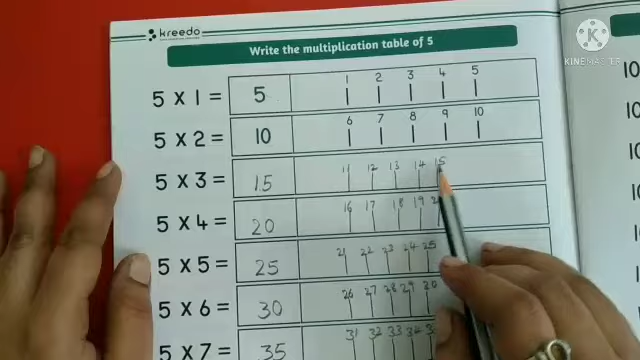 kreedo
KINEMASTER
Write the multiplication table of 5
1 2 3 4 5
5 x 1 = 5
6 7 8 9 10
5 x 2 = 10
11 12 13 14 15
5 x 3 = 15
16 17 18 19
5 x 4 = 20
21 22 23 24 25
5 x 5 = 25
26 27 28 29
5 x 6 = 30
31 32 33 34
5 x 7 = 35